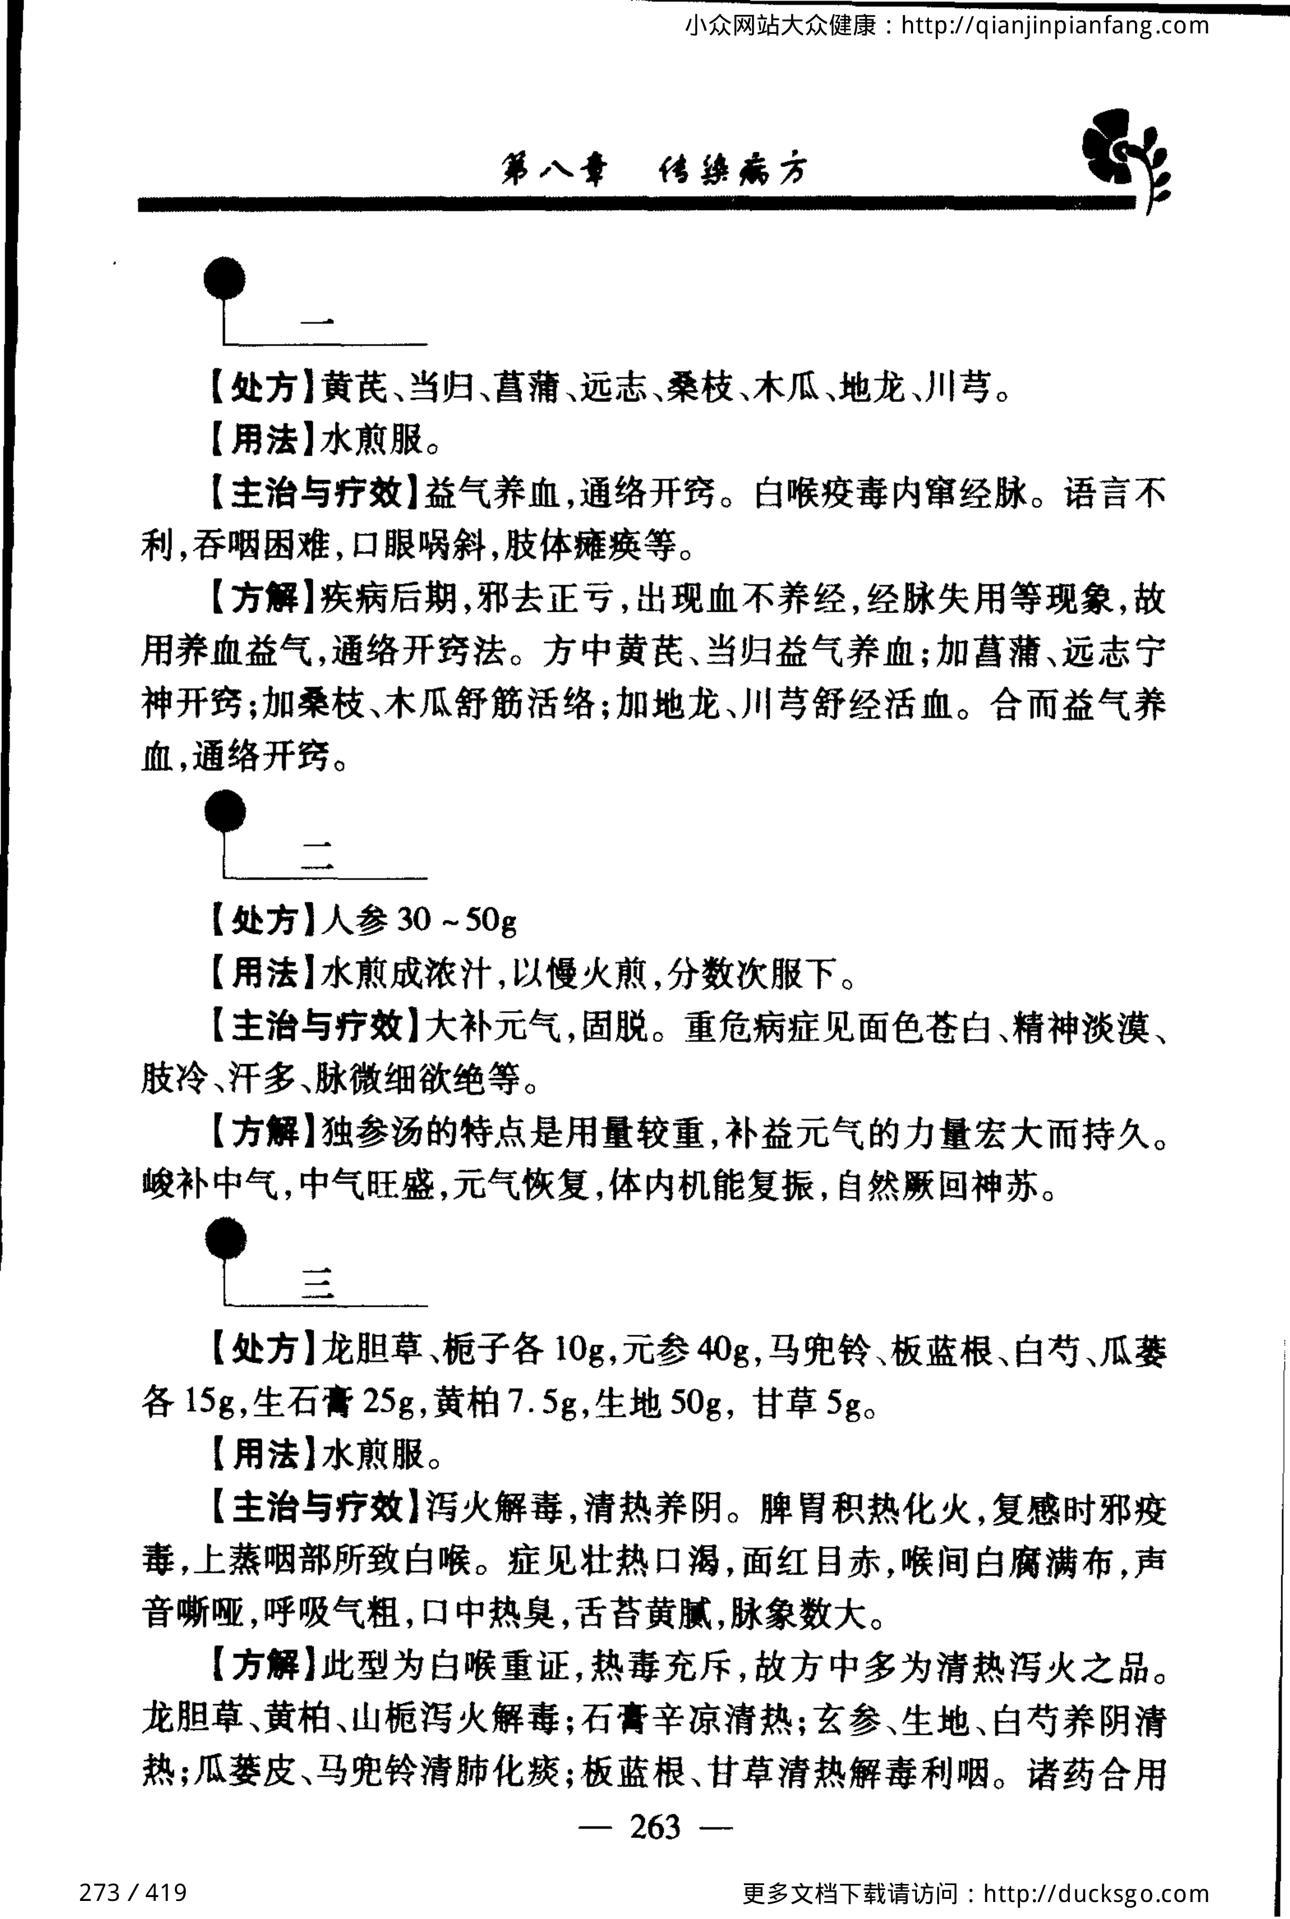 小众网站大众健康：http://qianjinpianfang.com
第八章 传染病方
一
【处方】黄芪、当归、菖蒲、远志、桑枝、木瓜、地龙、川芎。
【用法】水煎服。
【主治与疗效】益气养血，通络开窍。白喉疫毒内窜经脉。语言不
利，吞咽困难，口眼㖞斜，肢体瘫痪等。
【方解】疾病后期，邪去正亏，出现血不养经，经脉失用等现象，故
用养血益气，通络开窍法。方中黄芪、当归益气养血；加菖蒲、远志宁
神开窍；加桑枝、木瓜舒筋活络；加地龙、川芎舒经活血。合而益气养
血，通络开窍。
二
【处方】人参 30～50g
【用法】水煎成浓汁，以慢火煎，分数次服下。
【主治与疗效】大补元气，固脱。重危病症见面色苍白、精神淡漠、
肢冷、汗多、脉微细欲绝等。
【方解】独参汤的特点是用量较重，补益元气的力量宏大而持久。
峻补中气，中气旺盛，元气恢复，体内机能复振，自然厥回神苏。
三
【处方】龙胆草、栀子各 10g，元参 40g，马兜铃、板蓝根、白芍、瓜蒌
各 15g，生石膏 25g，黄柏 7.5g，生地 50g，甘草 5g。
【用法】水煎服。
【主治与疗效】泻火解毒，清热养阴。脾胃积热化火，复感时邪疫
毒，上蒸咽部所致白喉。症见壮热口渴，面红目赤，喉间白腐满布，声
音嘶哑，呼吸气粗，口中热臭，舌苔黄腻，脉象数大。
【方解】此型为白喉重证，热毒充斥，故方中多为清热泻火之品。
龙胆草、黄柏、山栀泻火解毒；石膏辛凉清热；玄参、生地、白芍养阴清
热；瓜蒌皮、马兜铃清肺化痰；板蓝根、甘草清热解毒利咽。诸药合用
— 263 —
273 / 419
更多文档下载请访问：http://ducksgo.com